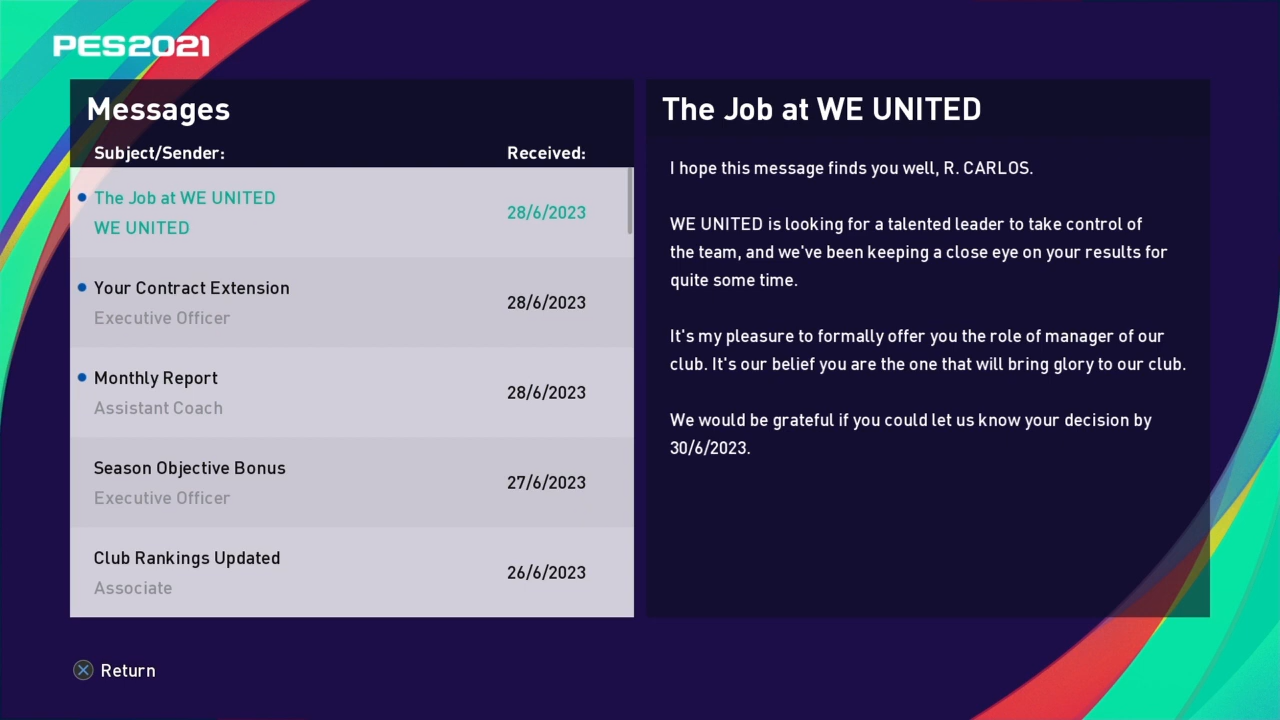 PES2021
Messages
Subject/Sender:
Received:
The Job at WE UNITED
WE UNITED
28/6/2023
Your Contract Extension
Executive Officer
28/6/2023
Monthly Report
Assistant Coach
28/6/2023
Season Objective Bonus
Executive Officer
27/6/2023
Club Rankings Updated
Associate
26/6/2023
The Job at WE UNITED
I hope this message finds you well, R. CARLOS.
WE UNITED is looking for a talented leader to take control of
the team, and we've been keeping a close eye on your results for
quite some time.
It's my pleasure to formally offer you the role of manager of our
club. It's our belief you are the one that will bring glory to our club.
We would be grateful if you could let us know your decision by
30/6/2023.
Return